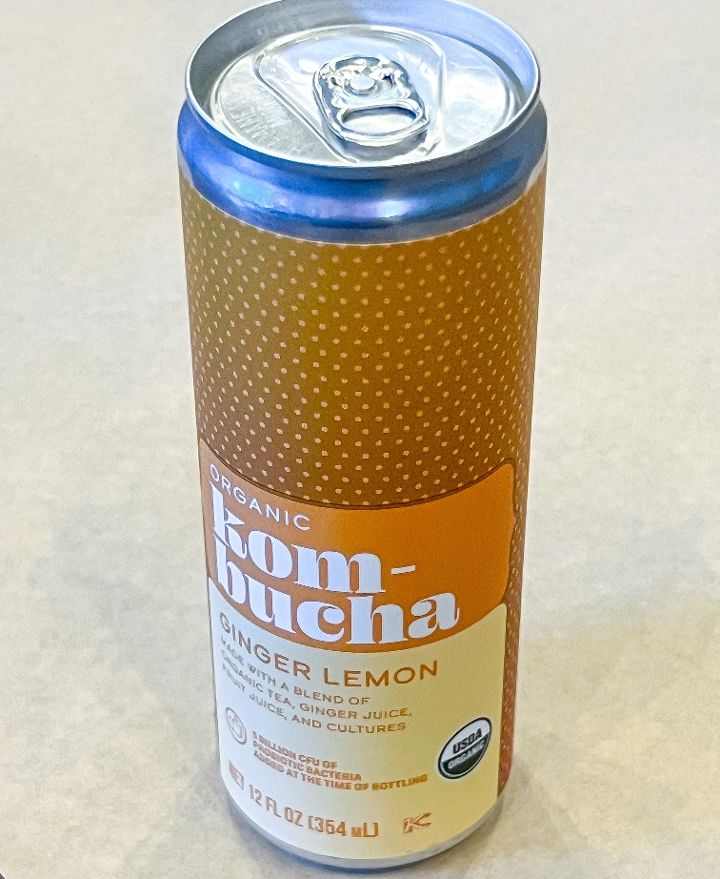 ORGANIC
kom-
bucha
GINGER LEMON
MADE WITH A BLEND OF
ORGANIC TEA, GINGER JUICE,
FRUIT JUICE, AND CULTURES
5 BILLION CFU OF
PROBIOTIC BACTERIA
ADDED AT THE TIME OF BOTTLING
USDA
ORGANIC
NET 12 FL OZ (354 mL)
K